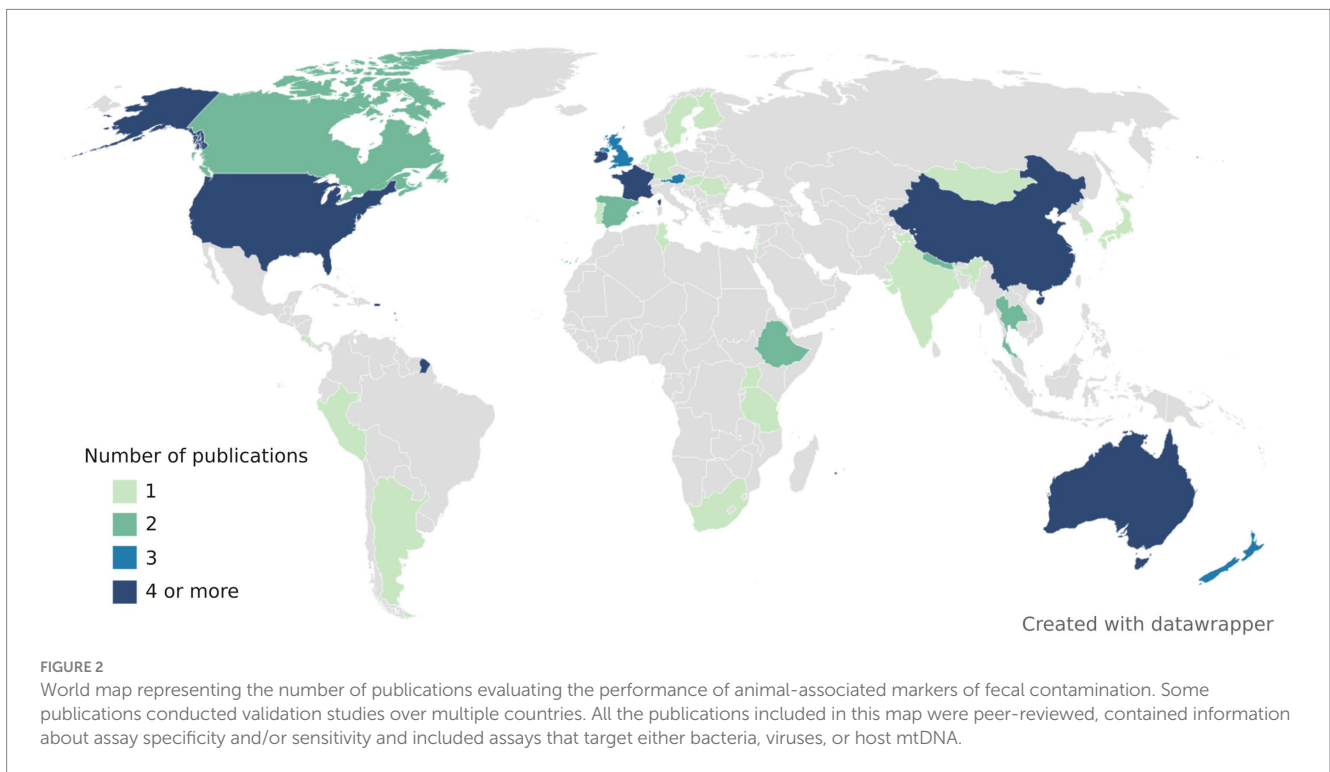 Number of publications
1
2
3
4 or more
Created with datawrapper
FIGURE 2
World map representing the number of publications evaluating the performance of animal-associated markers of fecal contamination. Some
publications conducted validation studies over multiple countries. All the publications included in this map were peer-reviewed, contained information
about assay specificity and/or sensitivity and included assays that target either bacteria, viruses, or host mtDNA.